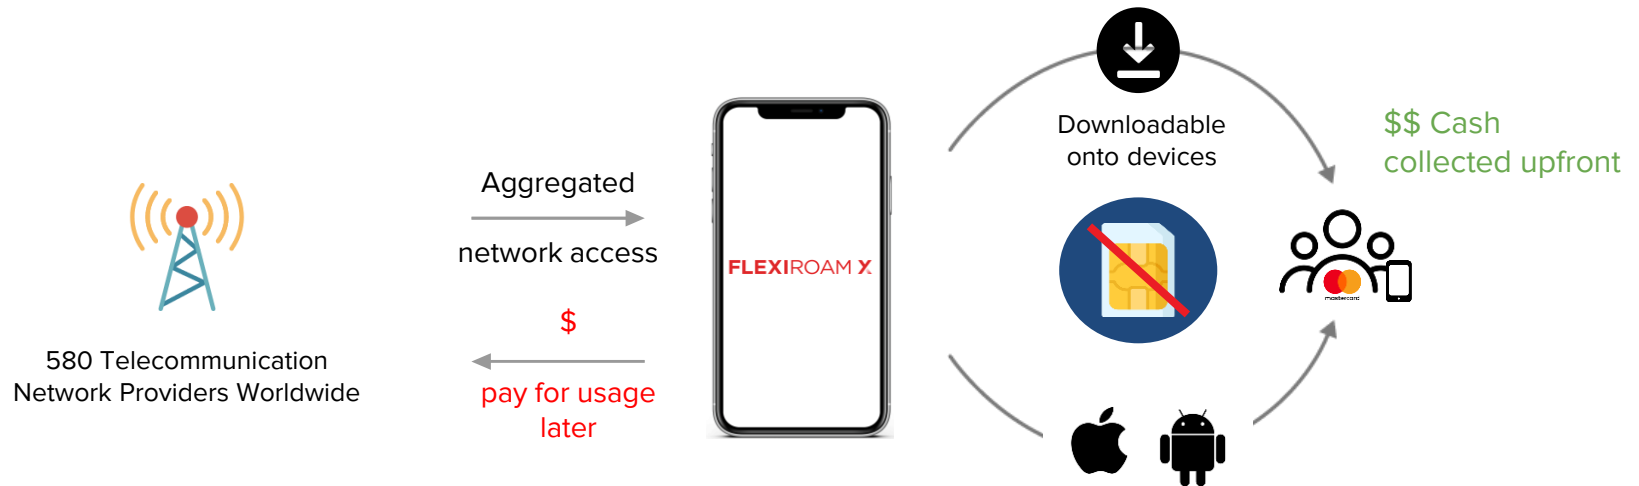 580 Telecommunication
Network Providers Worldwide
Aggregated
network access
$
pay for usage
later
FLEXIROAM X
Downloadable
onto devices
$$ Cash
collected upfront
mastercard